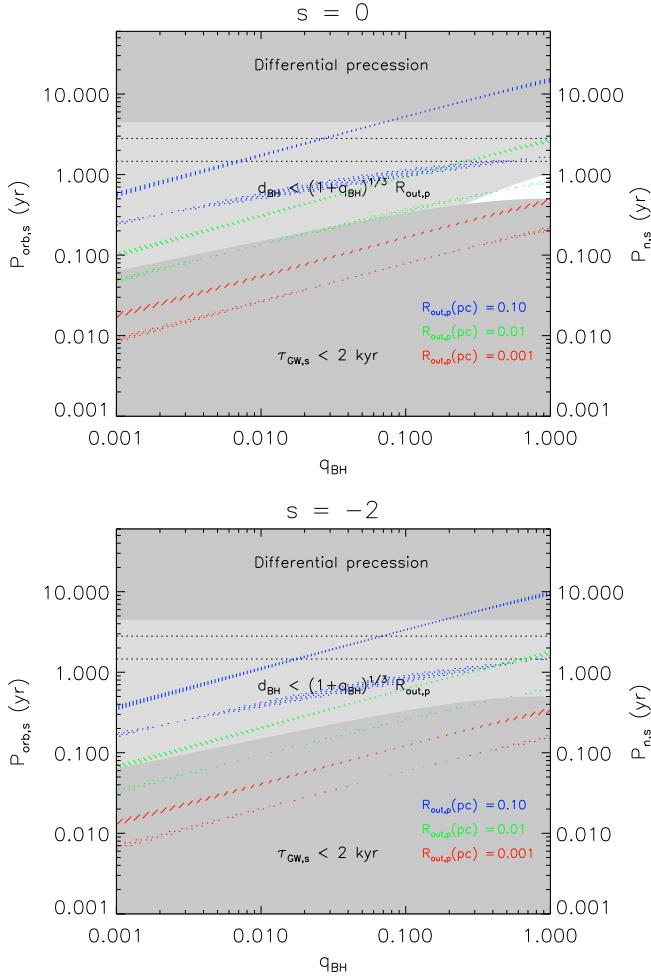 s = 0
Differential precession
10.000
10.000
1.000
1.000
d_BH < (1+q_BH)^1/3 R_out,p
P_orb,s (yr)
P_n,s (yr)
0.100
0.100
R_out,p(pc) = 0.10
0.010
R_out,p(pc) = 0.01
0.010
τ_GW,s < 2 kyr
R_out,p(pc) = 0.001
0.001
0.001
0.001
0.010
0.100
1.000
q_BH
s = −2
Differential precession
10.000
10.000
1.000
1.000
d_BH < (1+q_BH)^1/3 R_out,p
P_orb,s (yr)
P_n,s (yr)
0.100
0.100
R_out,p(pc) = 0.10
0.010
R_out,p(pc) = 0.01
0.010
τ_GW,s < 2 kyr
R_out,p(pc) = 0.001
0.001
0.001
0.001
0.010
0.100
1.000
q_BH